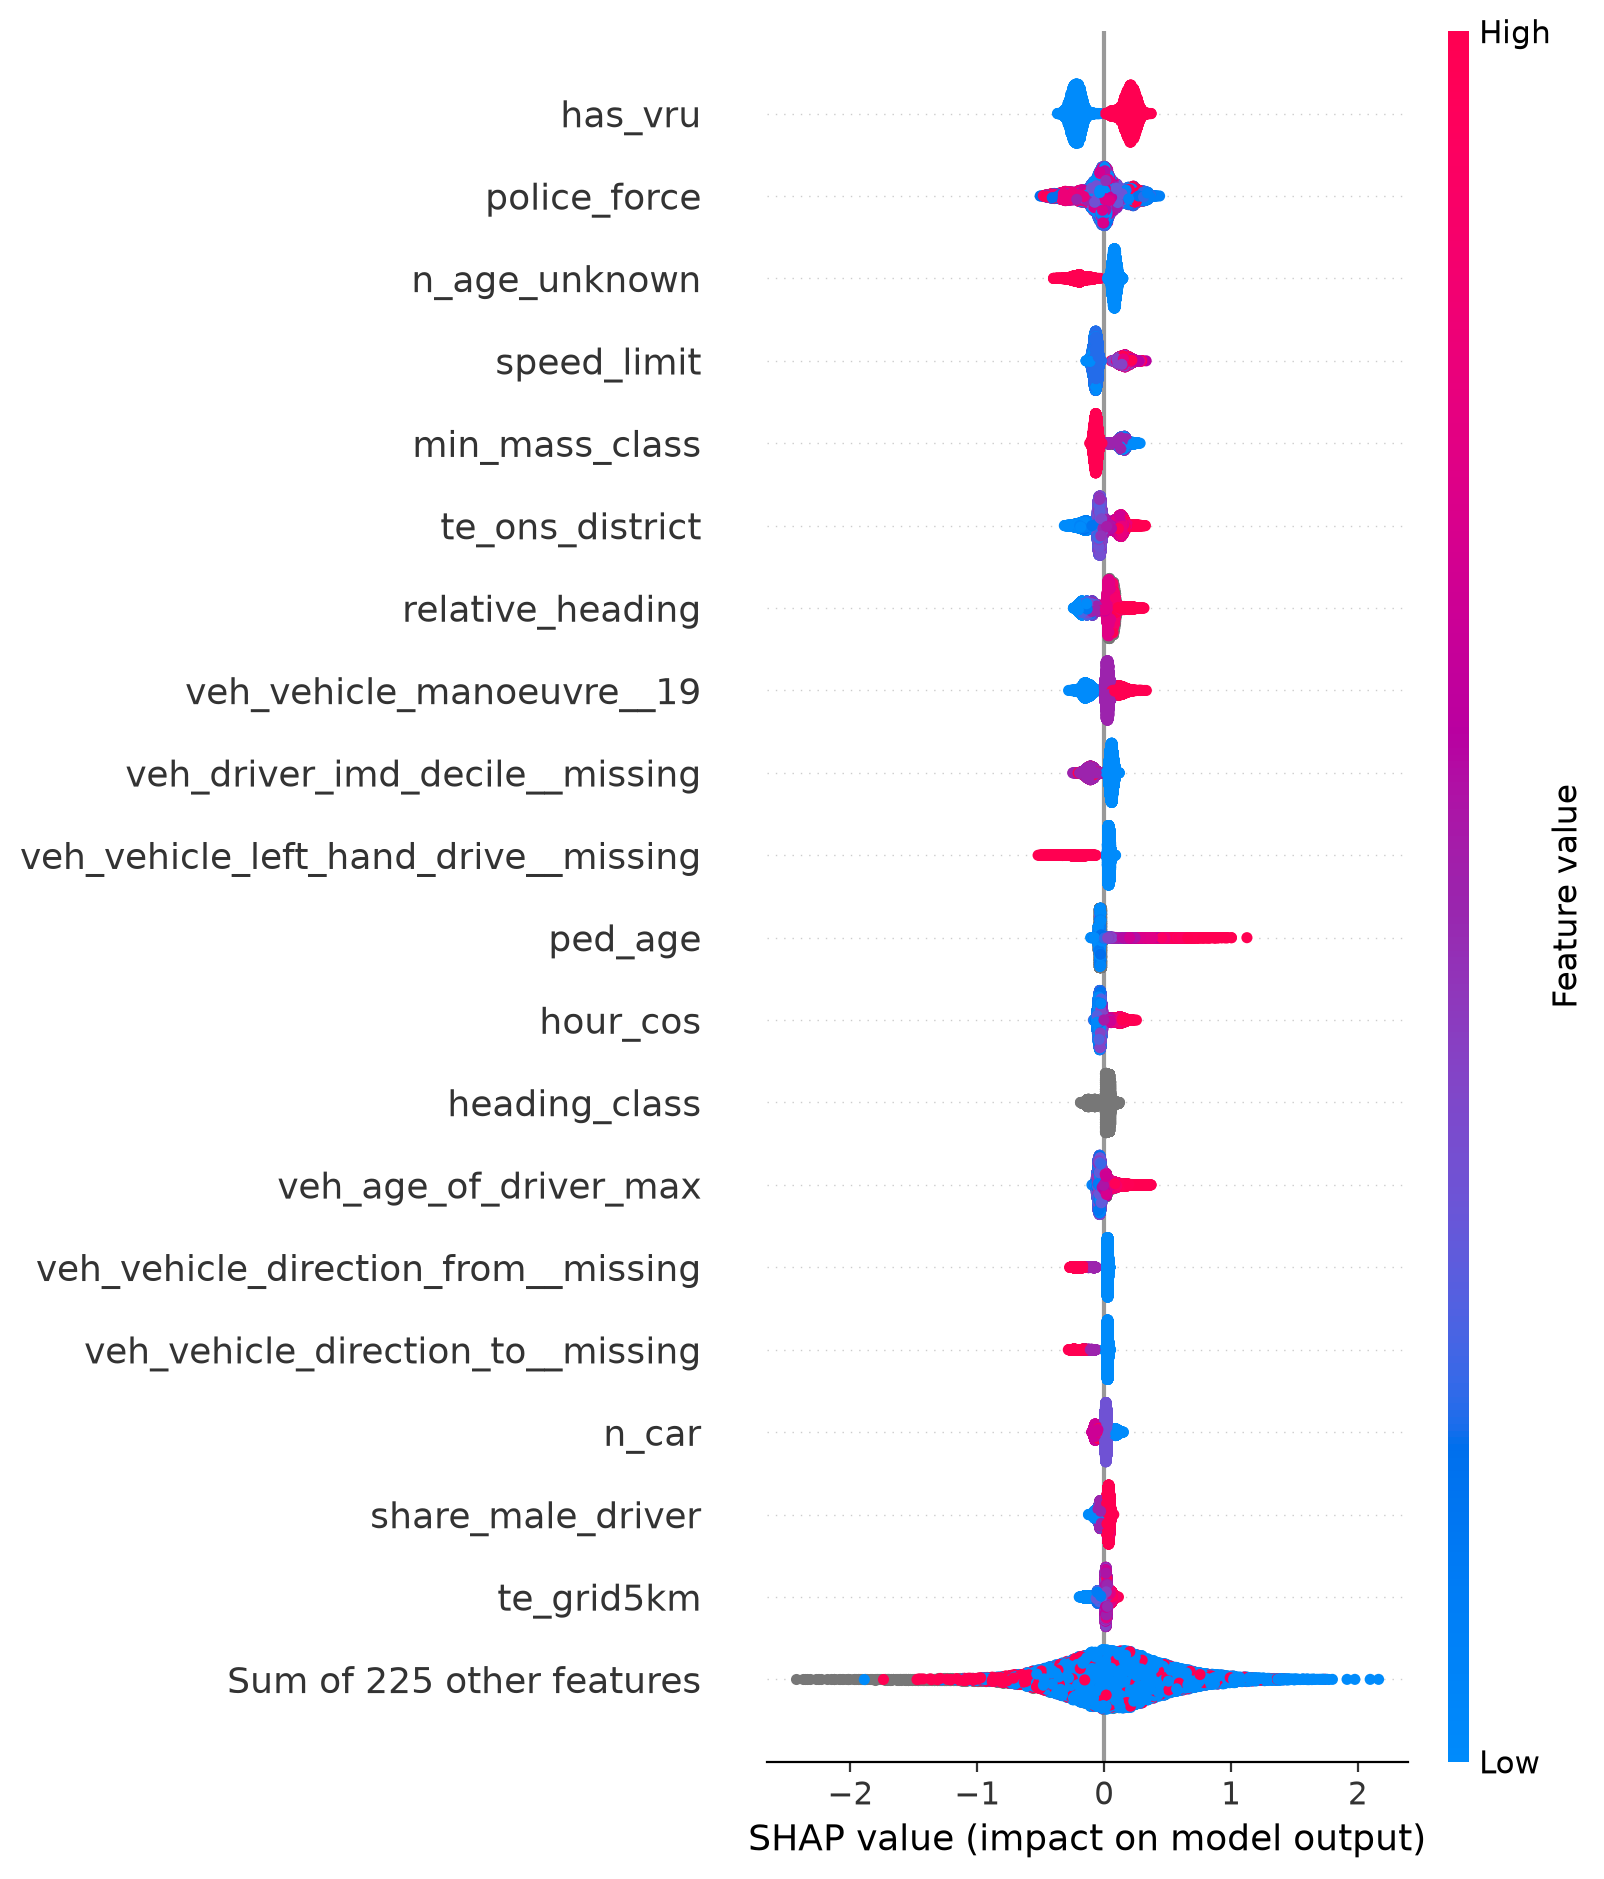 High
has_vru
police_force
n_age_unknown
speed_limit
min_mass_class
te_ons_district
relative_heading
veh_vehicle_manoeuvre__19
veh_driver_imd_decile__missing
veh_vehicle_left_hand_drive__missing
ped_age
hour_cos
heading_class
veh_age_of_driver_max
veh_vehicle_direction_from__missing
veh_vehicle_direction_to__missing
n_car
share_male_driver
te_grid5km
Sum of 225 other features
Feature value
Low
−2 −1 0 1 2
SHAP value (impact on model output)